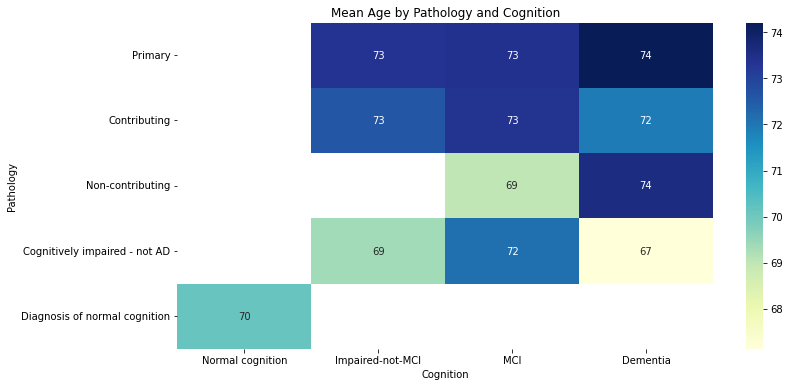 Mean Age by Pathology and Cognition
Pathology
Primary
73 73 74
Contributing
73 73 72
Non-contributing
69 74
Cognitively impaired - not AD
69 72 67
Diagnosis of normal cognition
70
Normal cognition Impaired-not-MCI MCI Dementia
Cognition
74
73
72
71
70
69
68